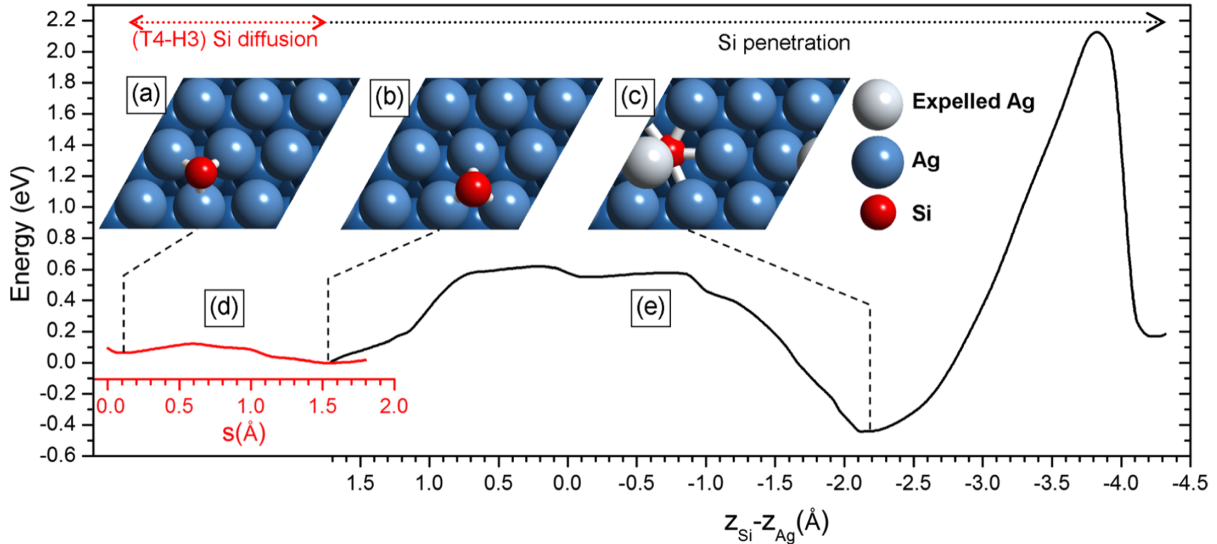 2.2
2.0
1.8
1.6
1.4
1.2
1.0
0.8
0.6
0.4
0.2
0.0
-0.2
-0.4
-0.6
Energy (eV)
(T4-H3) Si diffusion
Si penetration
(a)
(b)
(c)
Expelled Ag
Ag
Si
(d)
(e)
0.0 0.5 1.0 1.5 2.0
s(Å)
1.5 1.0 0.5 0.0 -0.5 -1.0 -1.5 -2.0 -2.5 -3.0 -3.5 -4.0 -4.5
z_Si-z_Ag(Å)